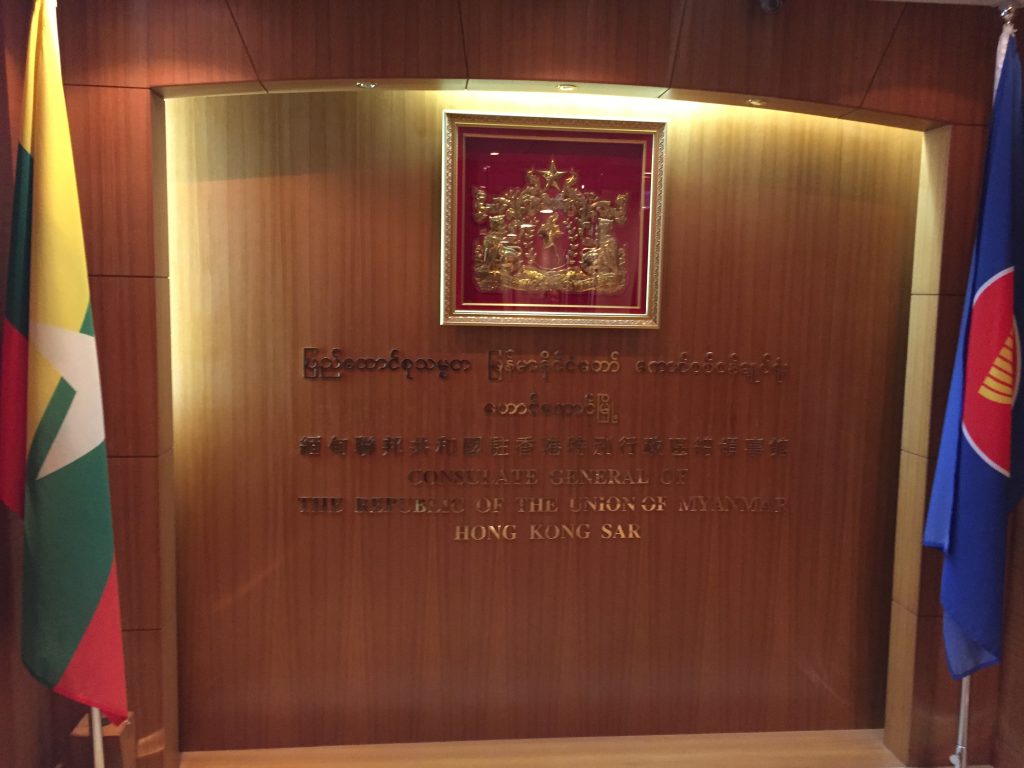 ပြည်ထောင်စုသမ္မတ မြန်မာနိုင်ငံတော် ကောင်စစ်ဝန်ချုပ်ရုံး
ဟောင်ကောင်မြို့
緬甸聯邦共和國駐香港特別行政區總領事館
CONSULATE GENERAL OF
THE REPUBLIC OF THE UNION OF MYANMAR
HONG KONG SAR